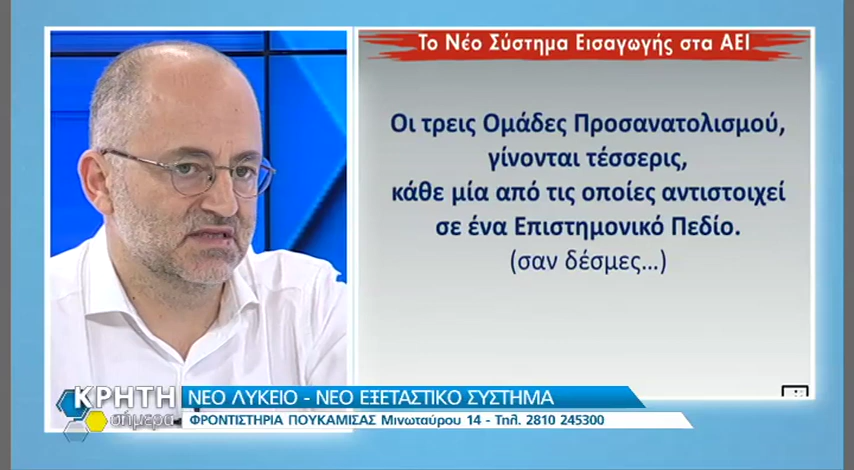 Το Νέο Σύστημα Εισαγωγής στα ΑΕΙ
Οι τρεις Ομάδες Προσανατολισμού,
γίνονται τέσσερις,
κάθε μία από τις οποίες αντιστοιχεί
σε ένα Επιστημονικό Πεδίο.
(σαν δέσμες...)
ΚΡΗΤΗ
σήμερα
ΝΕΟ ΛΥΚΕΙΟ - ΝΕΟ ΕΞΕΤΑΣΤΙΚΟ ΣΥΣΤΗΜΑ
ΦΡΟΝΤΙΣΤΗΡΙΑ ΠΟΥΚΑΜΙΣΑΣ Μινωταύρου 14 - Τηλ. 2810 245300